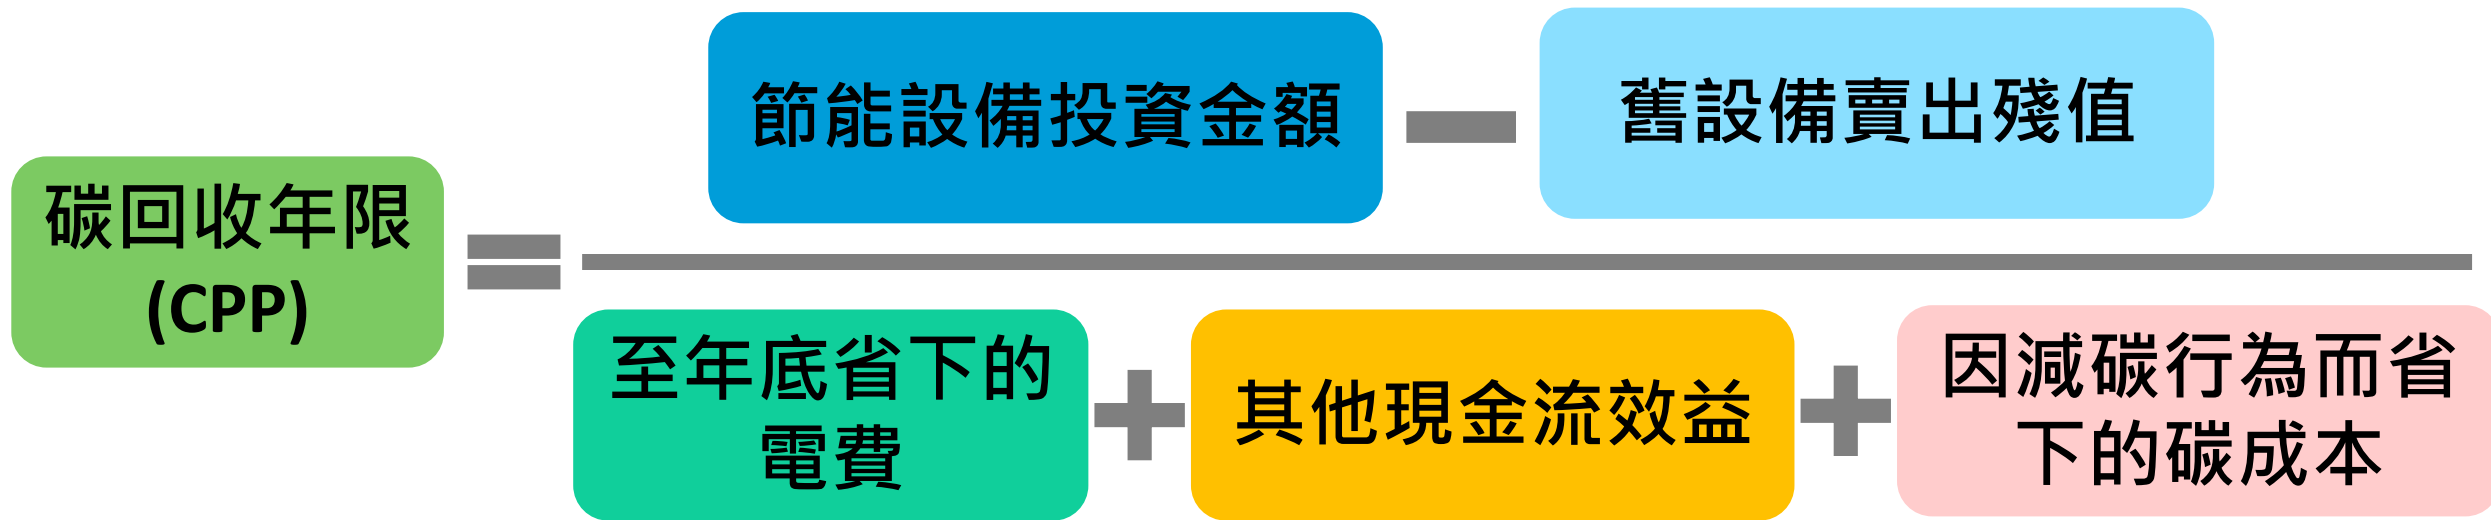 節能設備投資金額
舊設備賣出殘值
碳回收年限
(CPP)
至年底省下的
電費
其他現金流效益
因減碳行為而省
下的碳成本